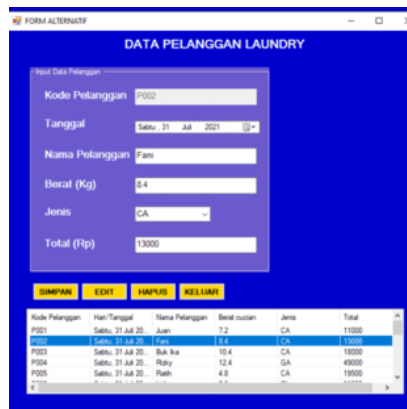 FORM ALTERNATIF
DATA PELANGGAN LAUNDRY
Input Data Pelanggan
Kode Pelanggan P002
Tanggal Sabtu , 31 Juli 2021
Nama Pelanggan Fani
Berat (Kg) 8.4
Jenis CA
Total (Rp) 13000
SIMPAN EDIT HAPUS KELUAR
Kode Pelanggan Hari/Tanggal Nama Pelanggan Berat cucian Jenis Total
P001 Sabtu, 31 Juli 20... Juan 7.2 CA 11000
P002 Sabtu, 31 Juli 20... Fani 8.4 CA 13000
P003 Sabtu, 31 Juli 20... Buk Ika 10.4 CA 18000
P004 Sabtu, 31 Juli 20... Rizky 12.4 GA 49000
P005 Sabtu, 31 Juli 20... Ratih 4.8 CA 19500